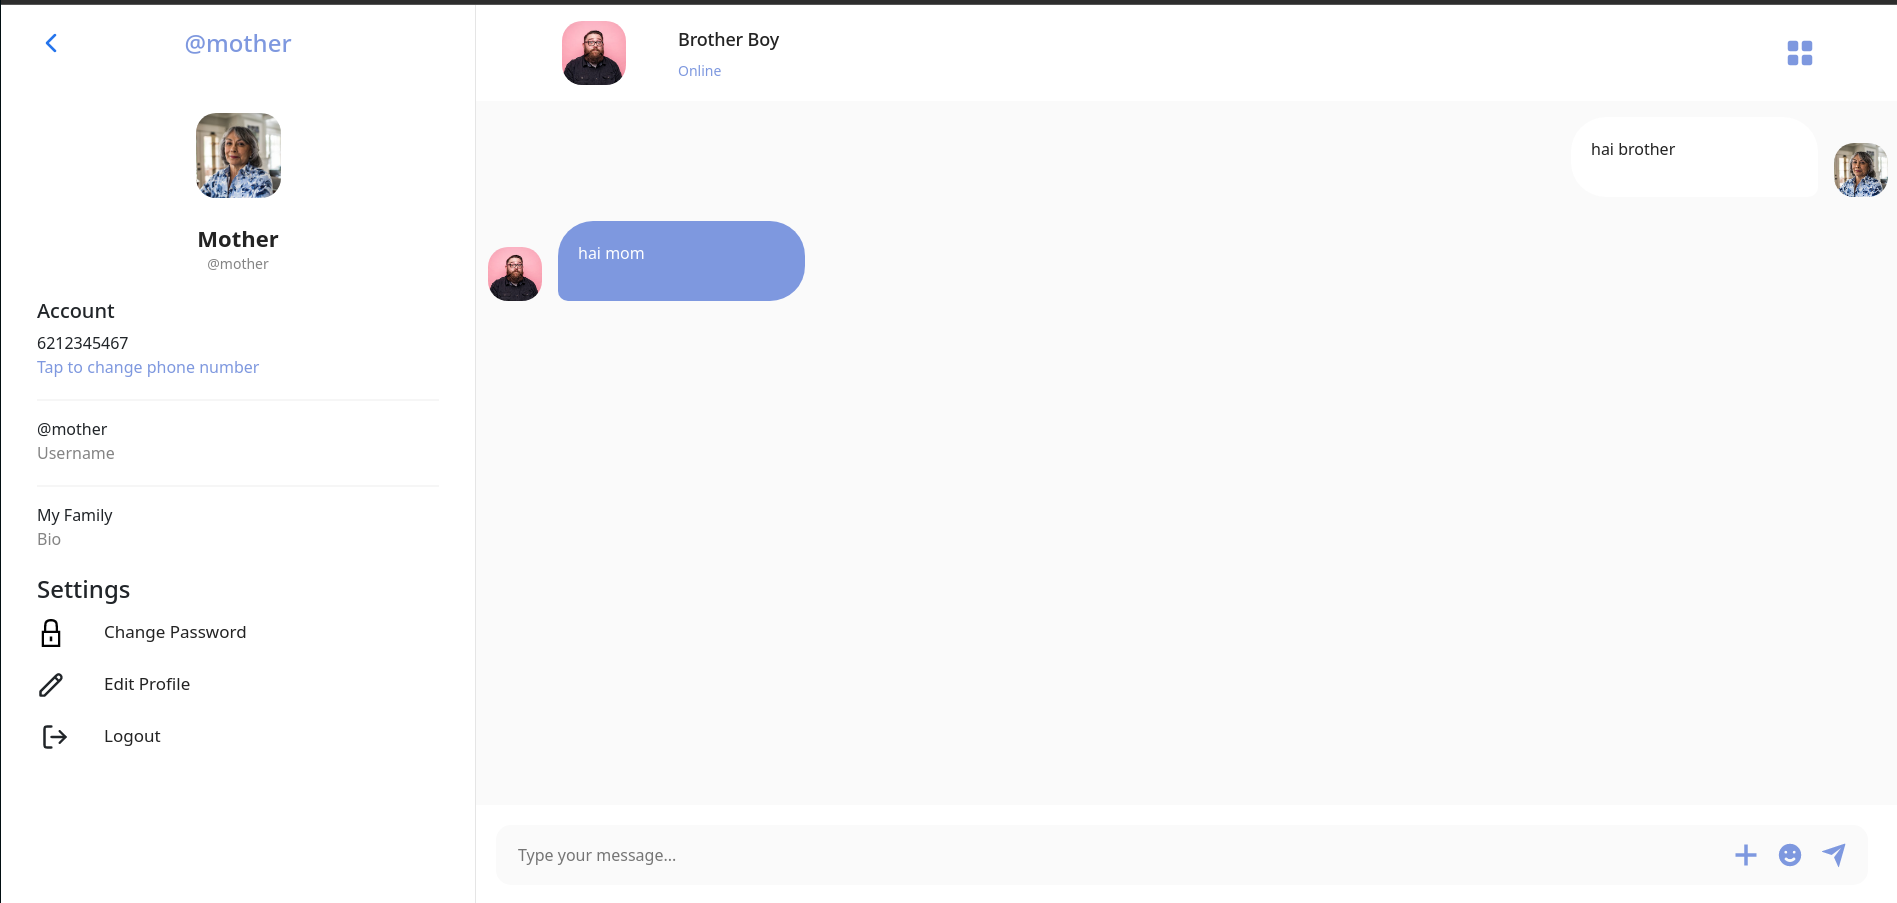 @mother
Mother
@mother
Account
6212345467
Tap to change phone number
@mother
Username
My Family
Bio
Settings
Change Password
Edit Profile
Logout
Brother Boy
Online
hai brother
hai mom
Type your message...